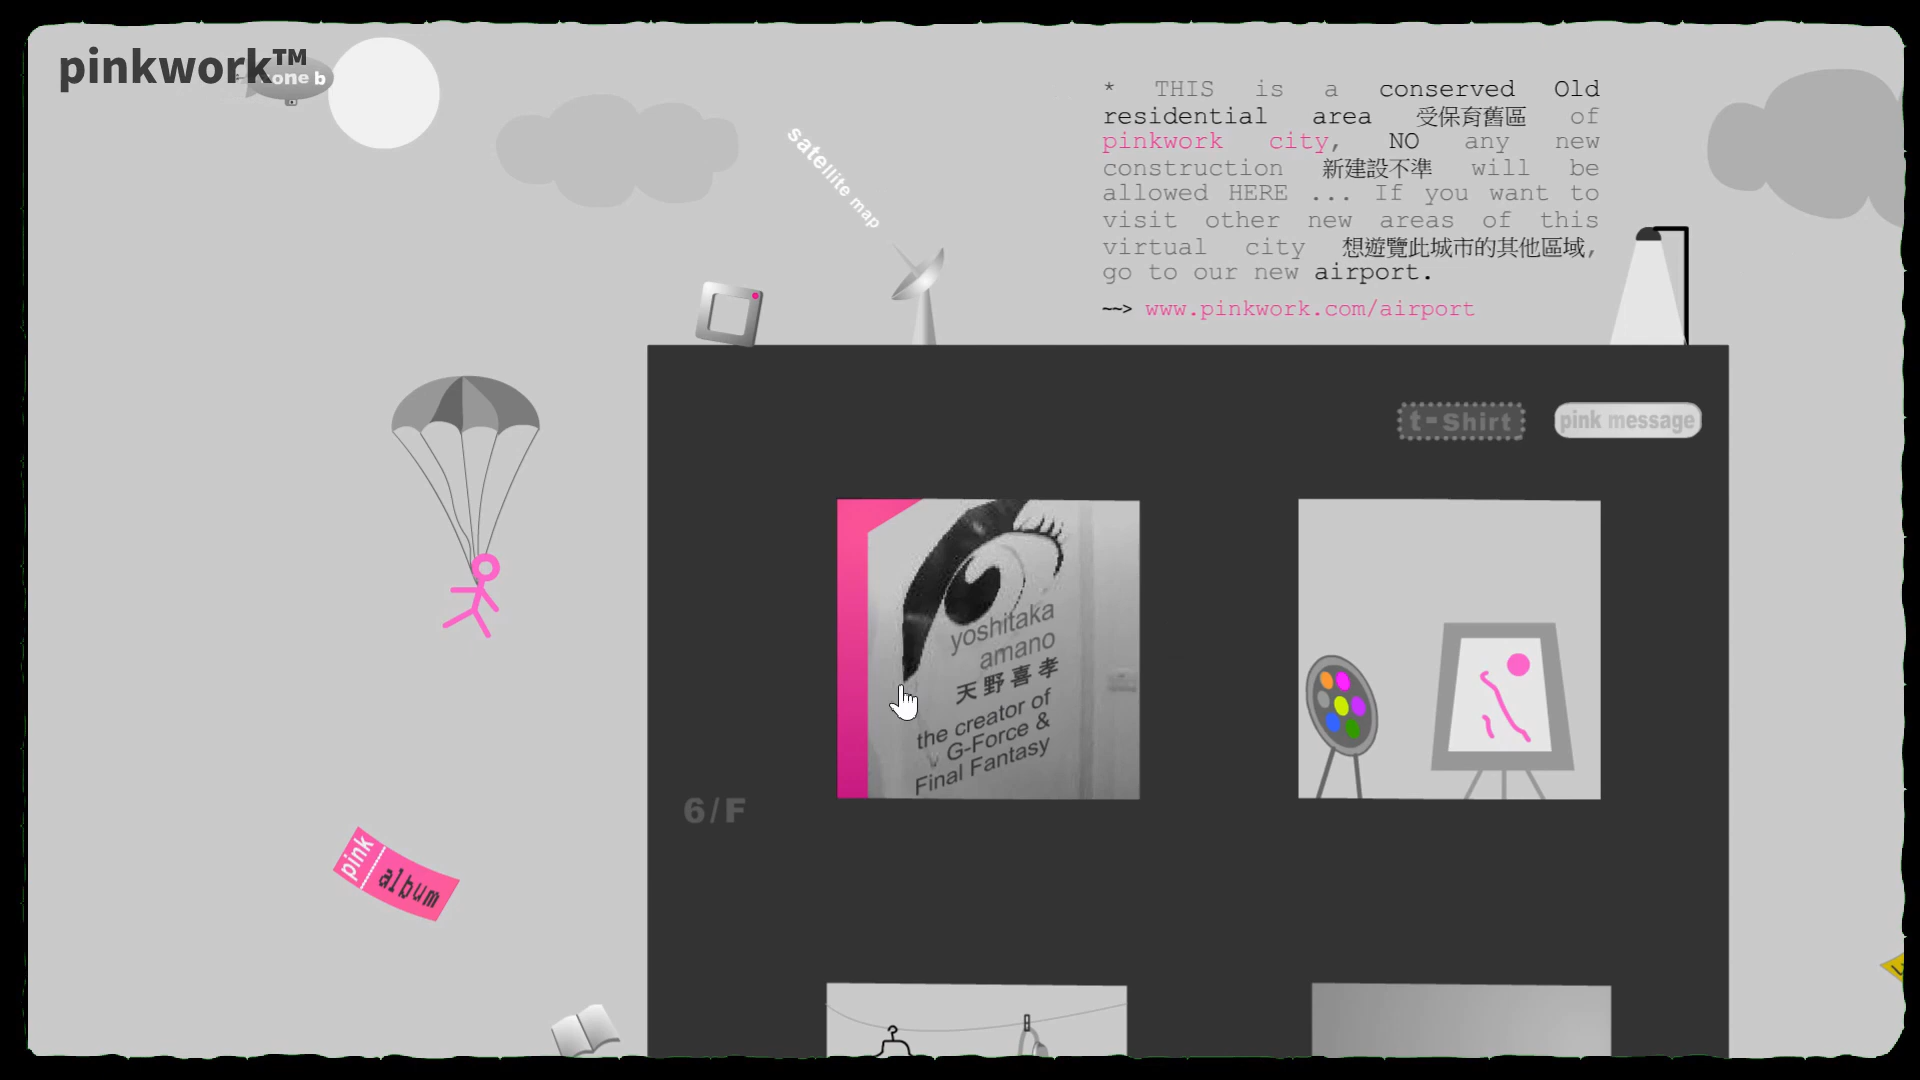 pinkwork™
one b
* THIS is a conserved Old
residential area 受保育舊區 of
pinkwork city, NO any new
construction 新建設不準 will be
allowed HERE ... If you want to
visit other new areas of this
virtual city 想遊覽此城市的其他區域,
go to our new airport.
~~> www.pinkwork.com/airport
satellite map
t-Shirt
pink message
yoshitaka
amano
天野喜孝
the creator of
G-Force &
Final Fantasy
6/F
pink
album